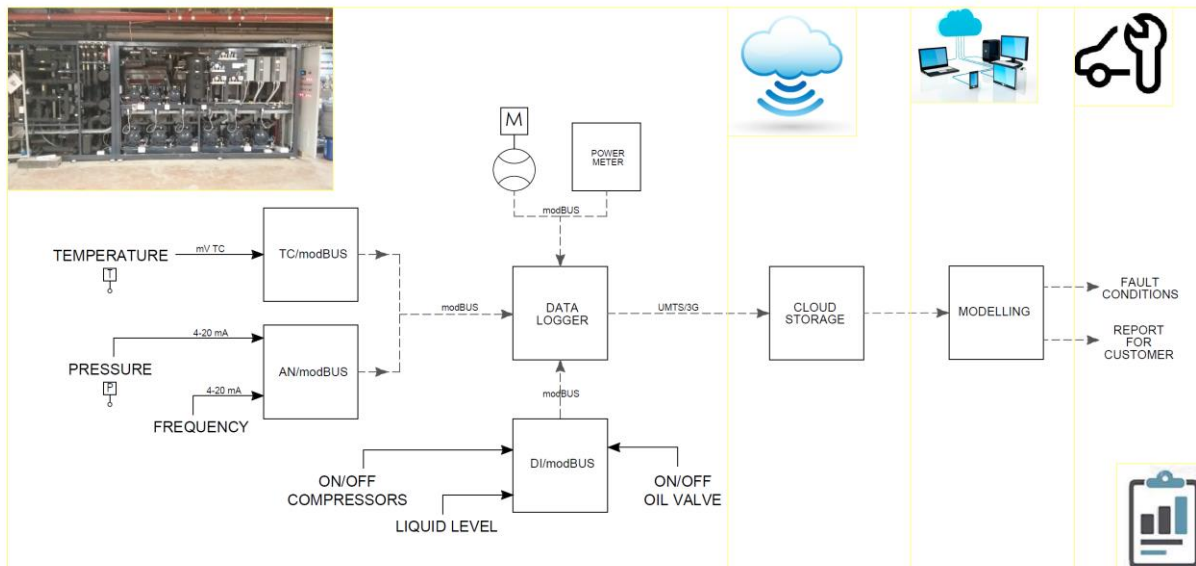 M
POWER
METER
modBUS
TEMPERATURE
T
mV TC
TC/modBUS
modBUS
DATA
LOGGER
UMTS/3G
CLOUD
STORAGE
MODELLING
FAULT
CONDITIONS
REPORT
FOR
CUSTOMER
4-20 mA
PRESSURE
P
AN/modBUS
4-20 mA
FREQUENCY
modBUS
DI/modBUS
ON/OFF
COMPRESSORS
LIQUID LEVEL
ON/OFF
OIL VALVE